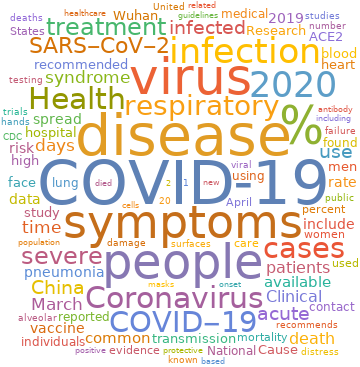 deaths healthcare United related
States Wuhan medical guidelines 2019 studies number
treatment infected Research ACE2
SARS–CoV–2 infection blood
recommended virus 2020 heart
testing syndrome
Health respiratory % antibody
including
trials spread failure
hands hospital disease found
CDC days use
risk men
high viral
face lung died COVID-19 2 1 new using rate
data cells 20 April public
study symptoms percent
time include
population damage surfaces care women
severe people cases used
pneumonia masks onset patients
China available
March Coronavirus Clinical
alveolar reported COVID–19 acute contact
vaccine recommends
individuals common transmission mortality death
positive evidence protective National Cause distress
known based